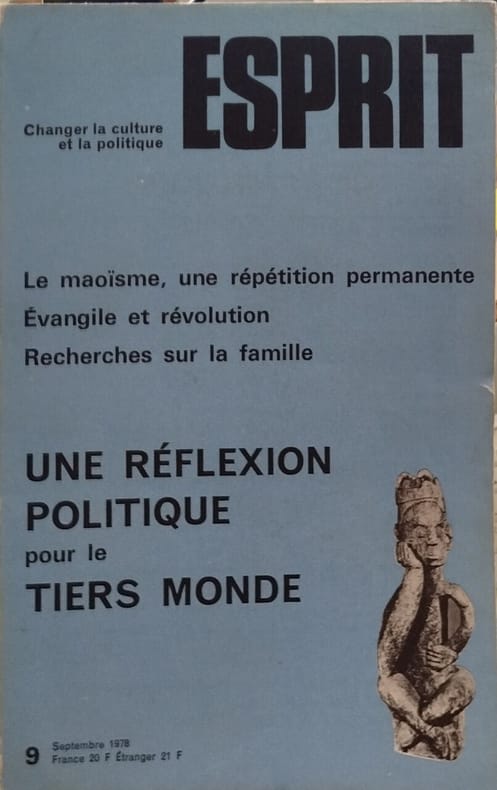 ESPRIT
Changer la culture
et la politique
Le maoïsme, une répétition permanente
Évangile et révolution
Recherches sur la famille
UNE RÉFLEXION
POLITIQUE
pour le
TIERS MONDE
9
Septembre 1978
France 20 F Étranger 21 F